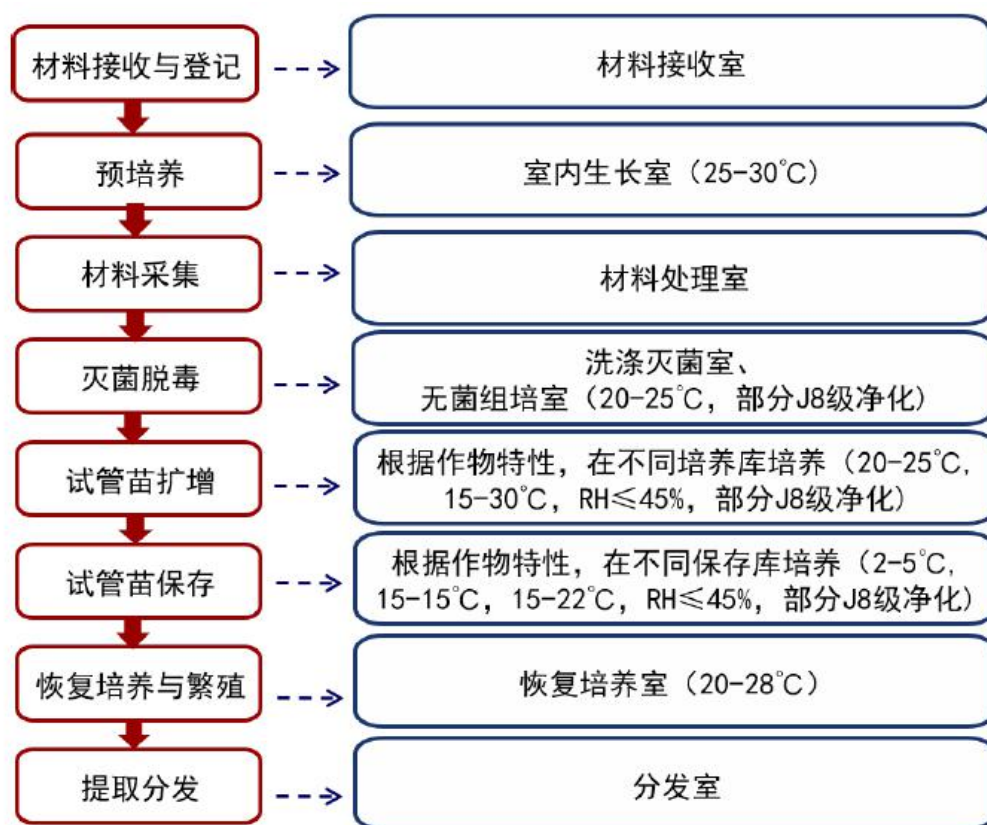 材料接收与登记
材料接收室
预培养
室内生长室（25-30℃）
材料采集
材料处理室
灭菌脱毒
洗涤灭菌室、
无菌组培室（20-25℃，部分J8级净化）
试管苗扩增
根据作物特性，在不同培养库培养（20-25℃，
15-30℃，RH≤45%，部分J8级净化）
试管苗保存
根据作物特性，在不同保存库培养（2-5℃，
15-15℃，15-22℃，RH≤45%，部分J8级净化）
恢复培养与繁殖
恢复培养室（20-28℃）
提取分发
分发室